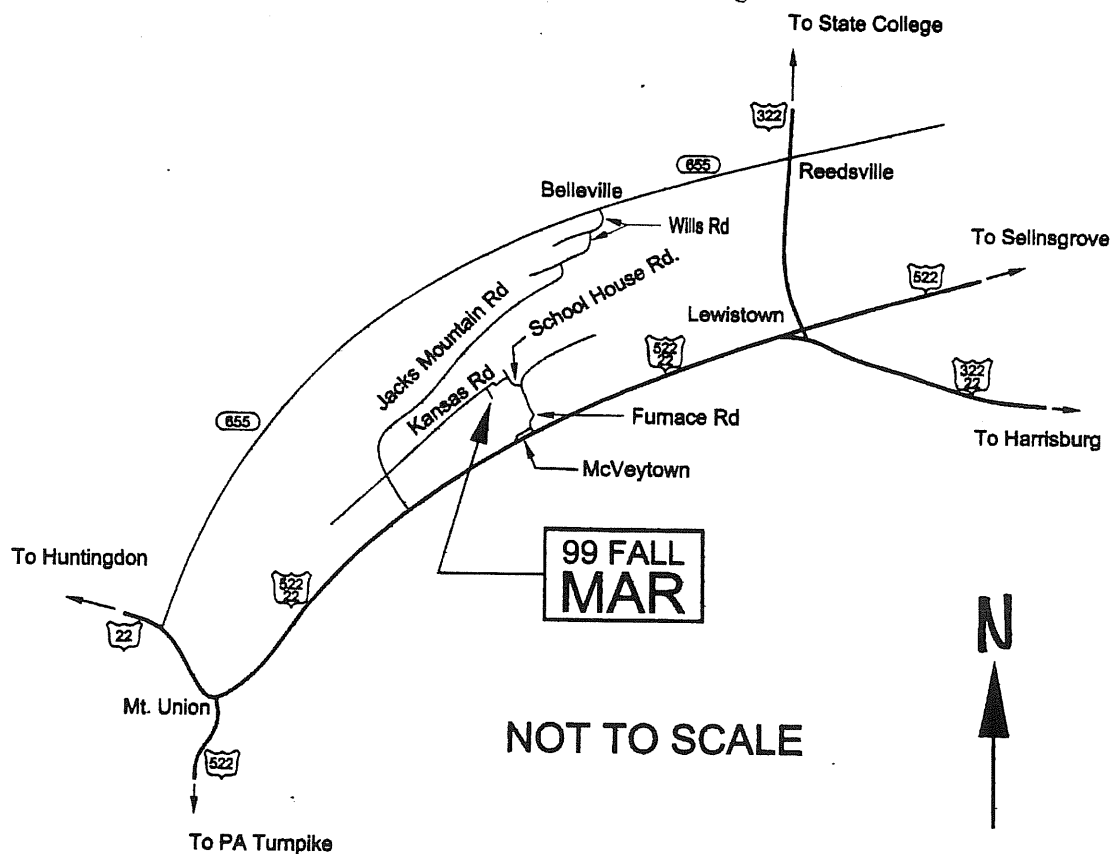 To State College
322
655
Reedsville
Belleville
Wills Rd
To Selinsgrove
522
School House Rd.
Jacks Mountain Rd
Lewistown
522
22
Kansas Rd
322
22
655
Furnace Rd
To Harrisburg
McVeytown
99 FALL
MAR
To Huntingdon
522
22
22
N
Mt. Union
NOT TO SCALE
522
To PA Turnpike